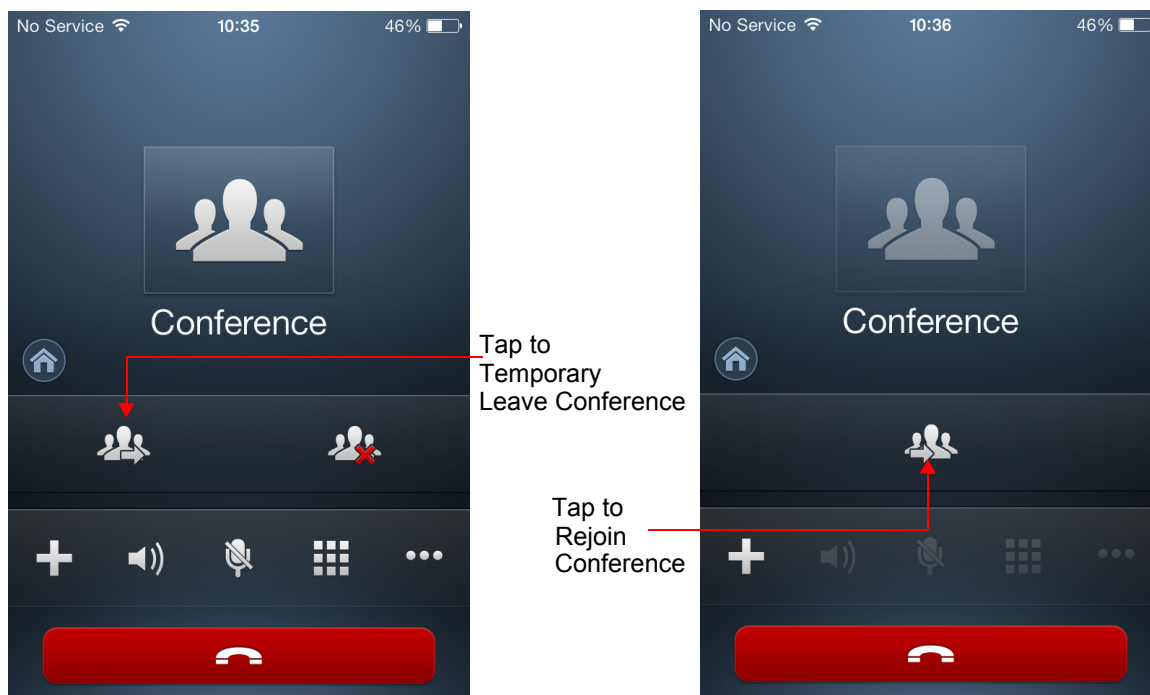 No Service 10:35 46%
Conference
Tap to
Temporary
Leave Conference
Tap to
Rejoin
Conference
No Service 10:36 46%
Conference